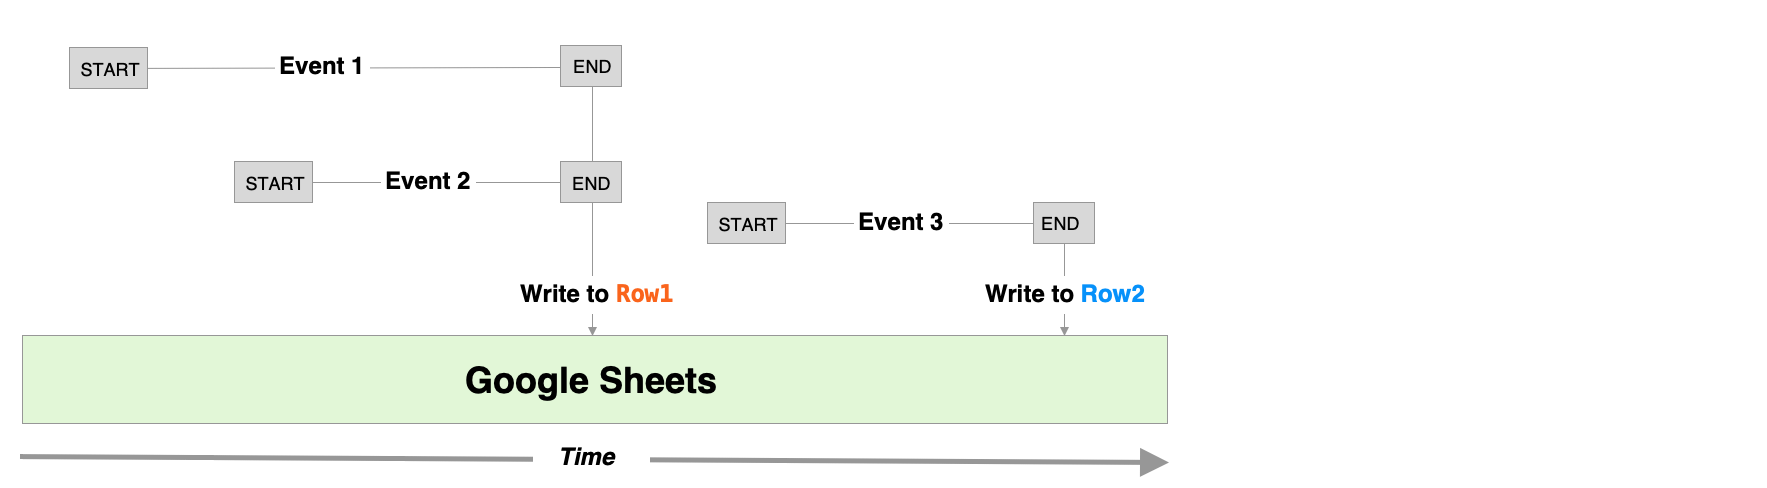 START Event 1 END
START Event 2 END
START Event 3 END
Write to Row1 Write to Row2
Google Sheets
Time